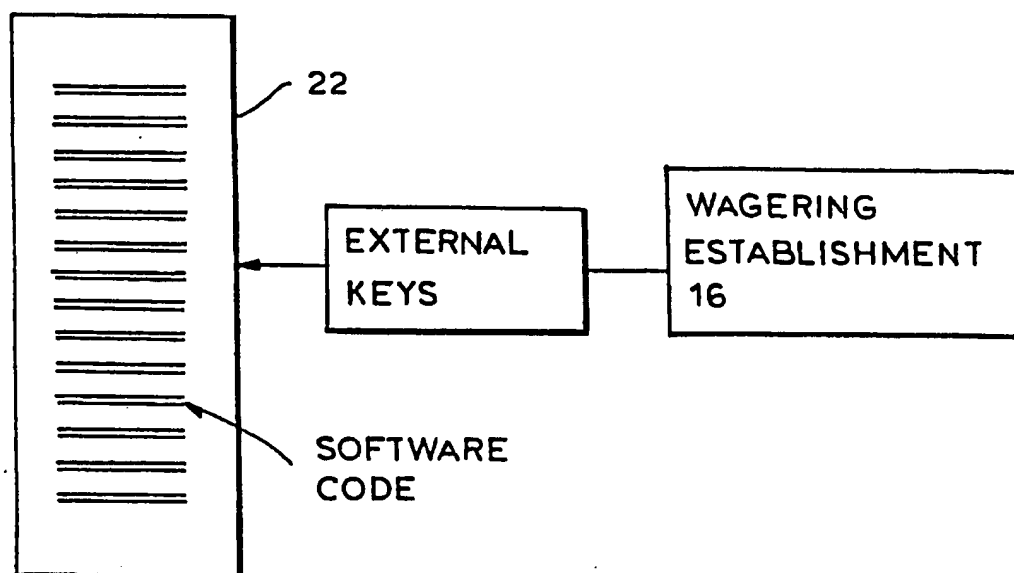 22
EXTERNAL
KEYS
WAGERING
ESTABLISHMENT
16
SOFTWARE
CODE